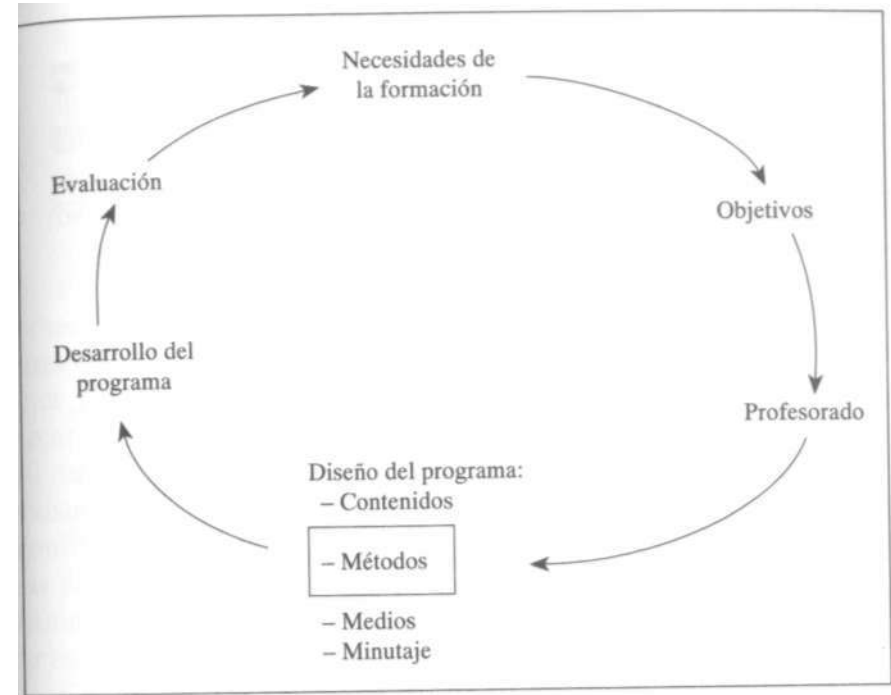 Necesidades de
la formación
Objetivos
Profesorado
Diseño del programa:
– Contenidos
– Métodos
– Medios
– Minutaje
Desarrollo del
programa
Evaluación